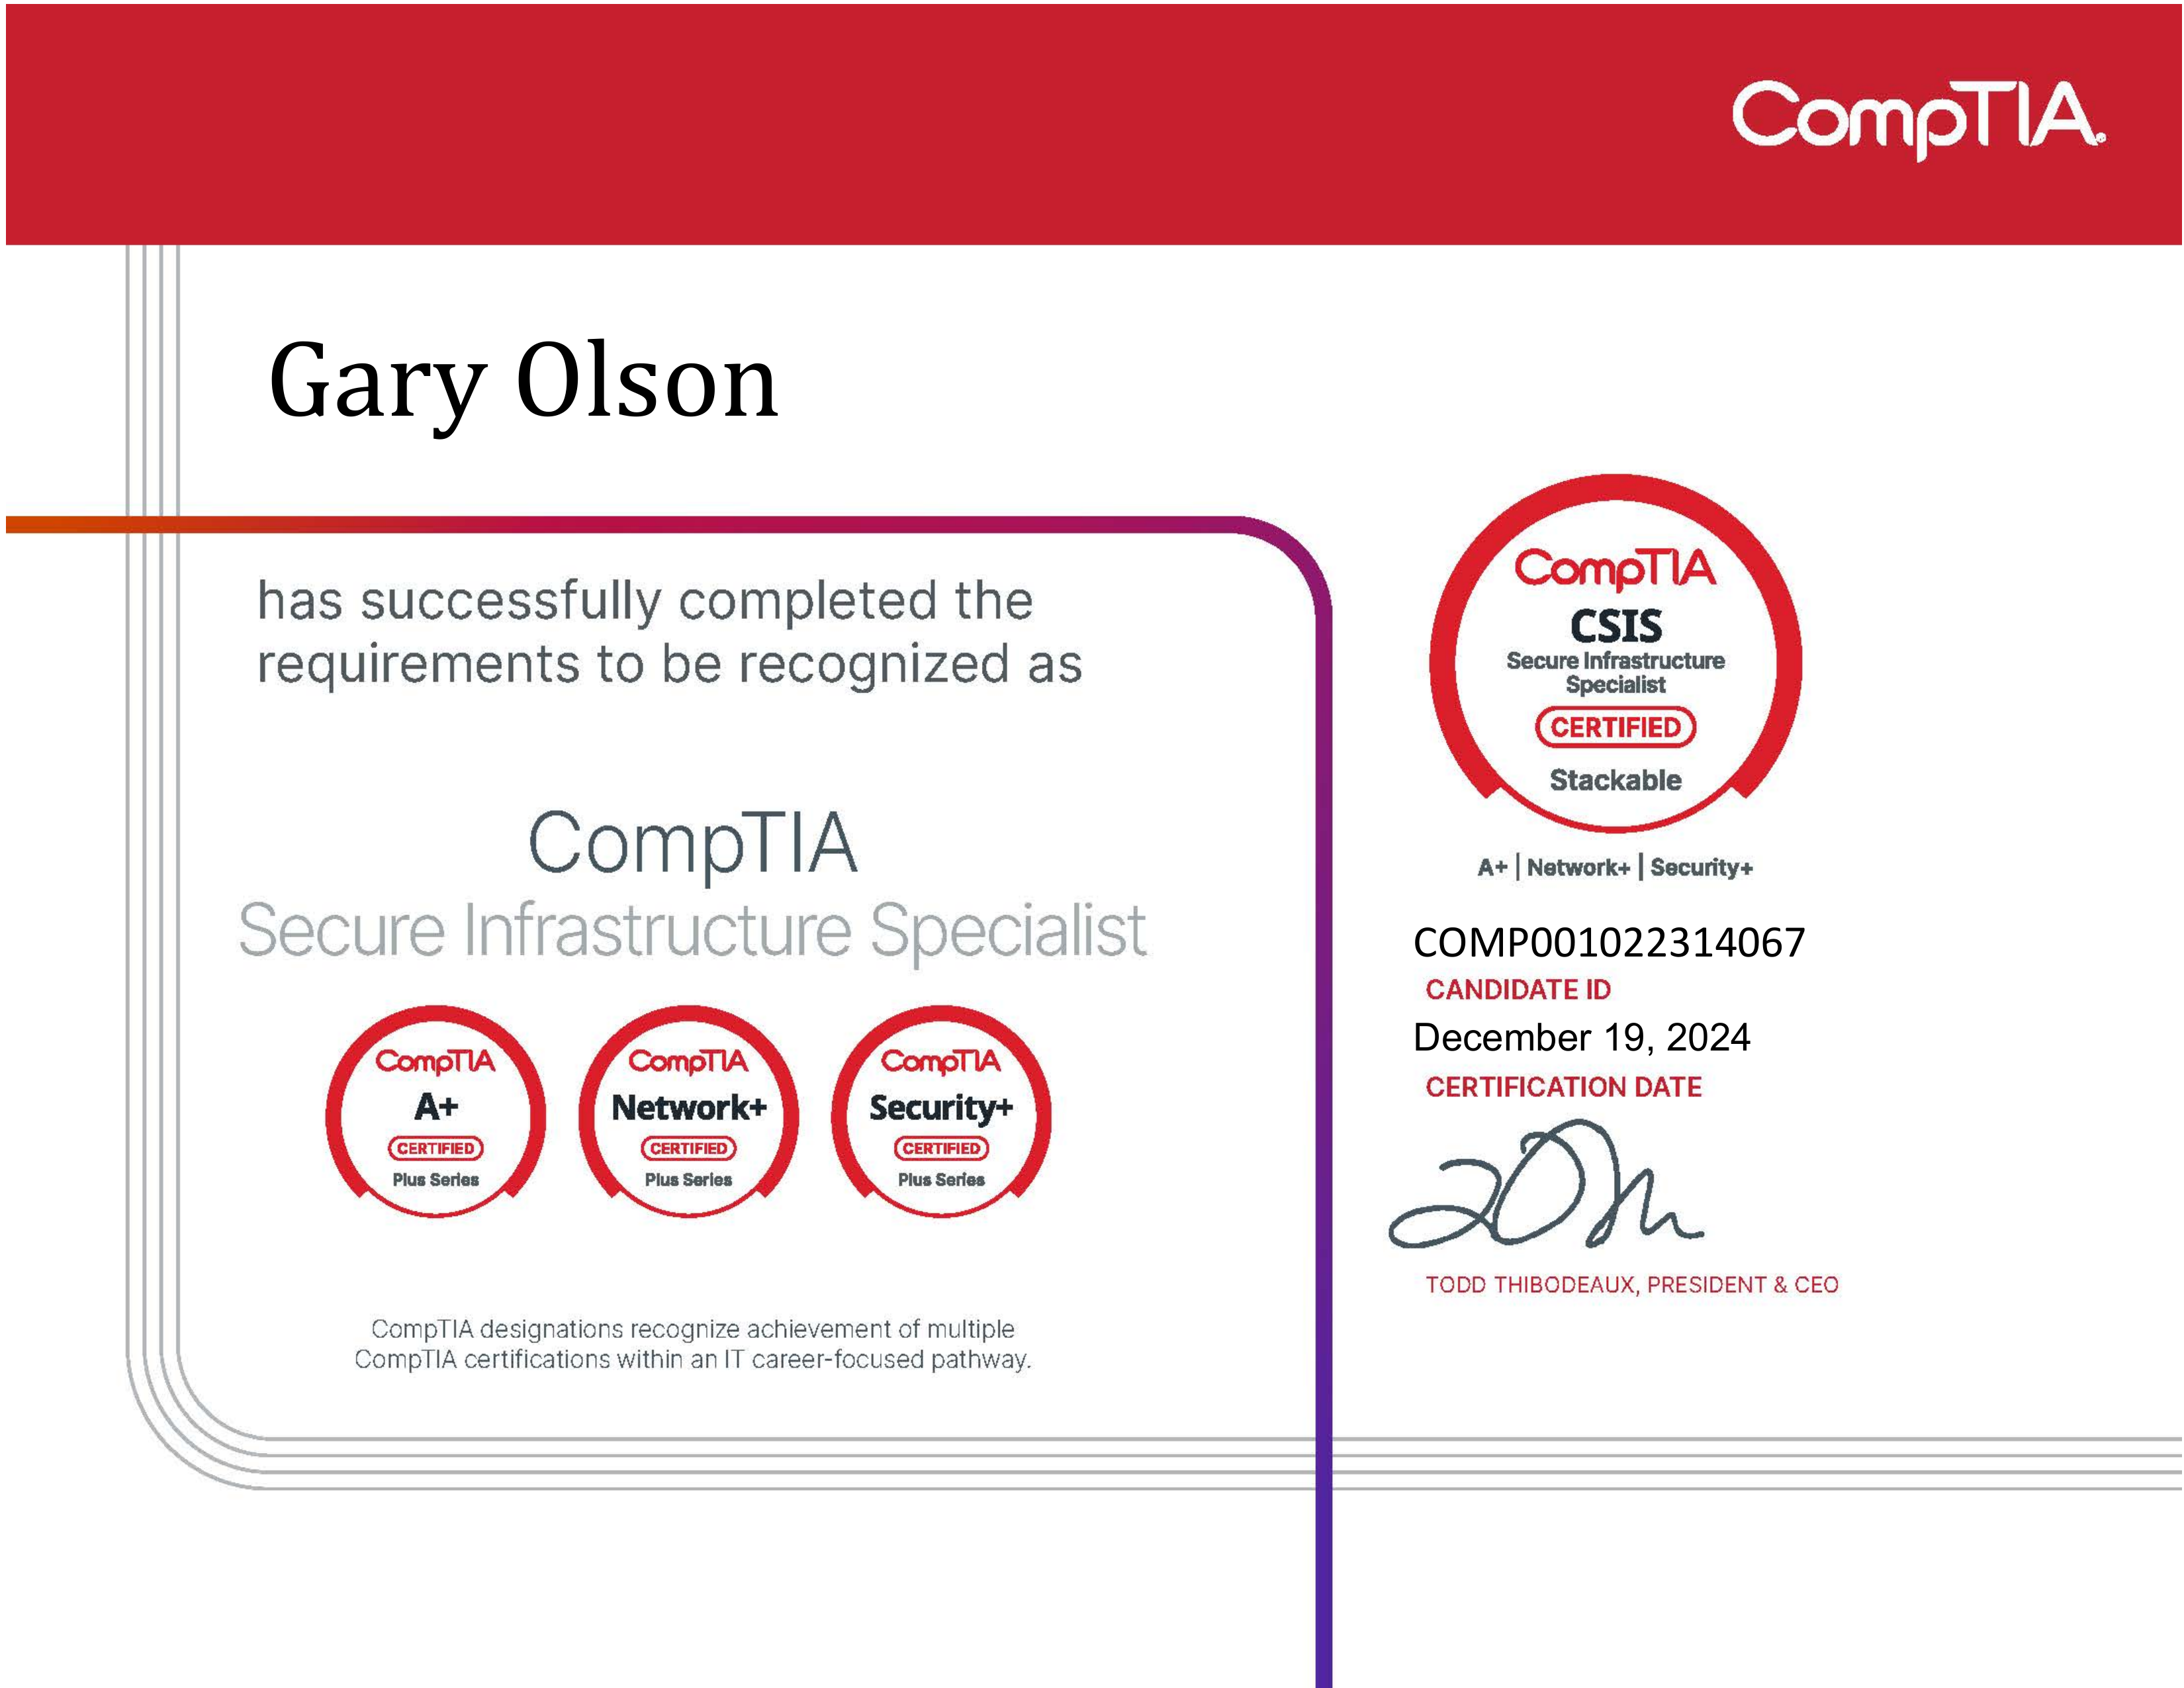 CompTIA.
Gary Olson
has successfully completed the
requirements to be recognized as
CompTIA
Secure Infrastructure Specialist
CompTIA
A+
CERTIFIED
Plus Series
CompTIA
Network+
CERTIFIED
Plus Series
CompTIA
Security+
CERTIFIED
Plus Series
CompTIA designations recognize achievement of multiple
CompTIA certifications within an IT career-focused pathway.
CompTIA
CSIS
Secure Infrastructure
Specialist
CERTIFIED
Stackable
A+ | Network+ | Security+
COMP001022314067
CANDIDATE ID
December 19, 2024
CERTIFICATION DATE
TODD THIBODEAUX, PRESIDENT & CEO